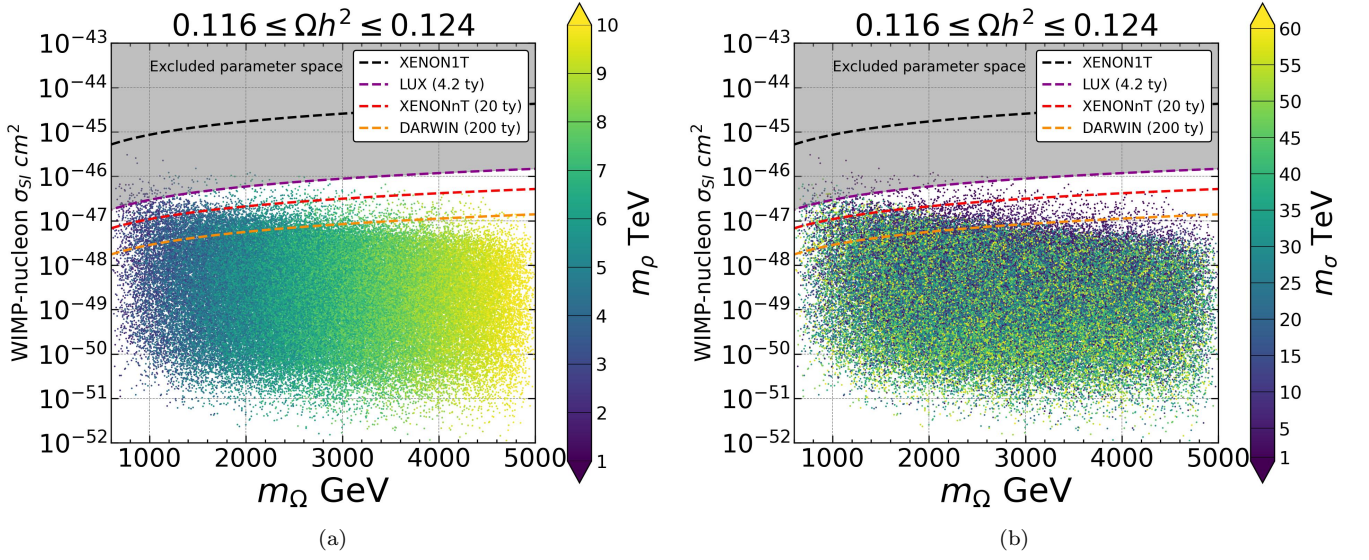 0.116 ≤ Ωh² ≤ 0.124
10⁻⁴³
10⁻⁴⁴
10⁻⁴⁵
10⁻⁴⁶
10⁻⁴⁷
10⁻⁴⁸
10⁻⁴⁹
10⁻⁵⁰
10⁻⁵¹
10⁻⁵²
WIMP-nucleon σ_SI cm²
Excluded parameter space
XENON1T
LUX (4.2 ty)
XENONnT (20 ty)
DARWIN (200 ty)
1000 2000 3000 4000 5000
m_Ω GeV
10
9
8
7
6
5
4
3
2
1
m_ρ TeV
(a)
0.116 ≤ Ωh² ≤ 0.124
10⁻⁴³
10⁻⁴⁴
10⁻⁴⁵
10⁻⁴⁶
10⁻⁴⁷
10⁻⁴⁸
10⁻⁴⁹
10⁻⁵⁰
10⁻⁵¹
10⁻⁵²
WIMP-nucleon σ_SI cm²
Excluded parameter space
XENON1T
LUX (4.2 ty)
XENONnT (20 ty)
DARWIN (200 ty)
1000 2000 3000 4000 5000
m_Ω GeV
60
55
50
45
40
35
30
25
20
15
10
5
1
m_σ TeV
(b)